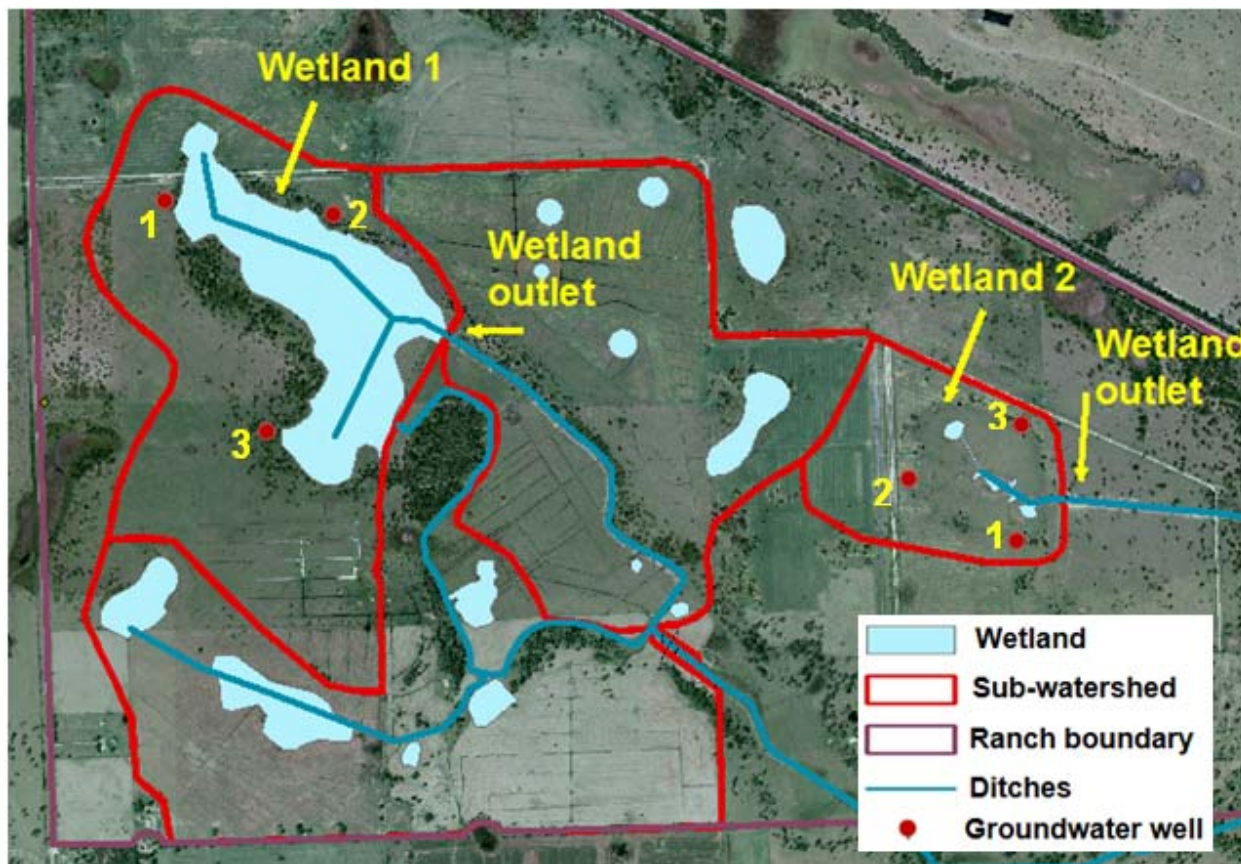 Wetland 1
1
2
Wetland
outlet
3
Wetland 2
Wetland
outlet
3
2
1
Wetland
Sub-watershed
Ranch boundary
Ditches
Groundwater well